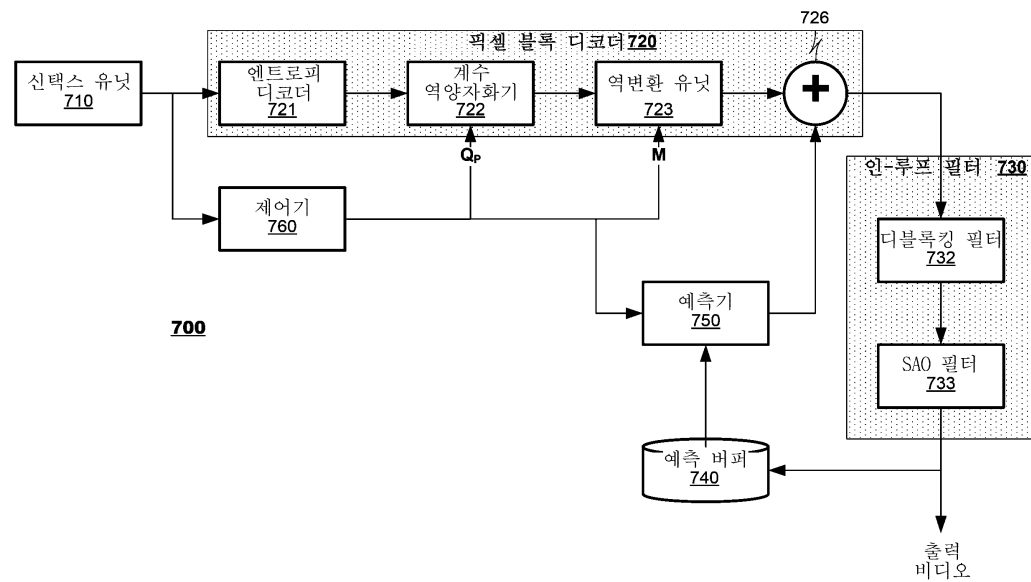 726
픽셀 블록 디코더720
신택스 유닛
710
엔트로피
디코더
721
계수
역양자화기
722
역변환 유닛
723
+
QP
M
인-루프 필터 730
제어기
760
디블록킹 필터
732
예측기
750
700
SAO 필터
733
예측 버퍼
740
출력
비디오